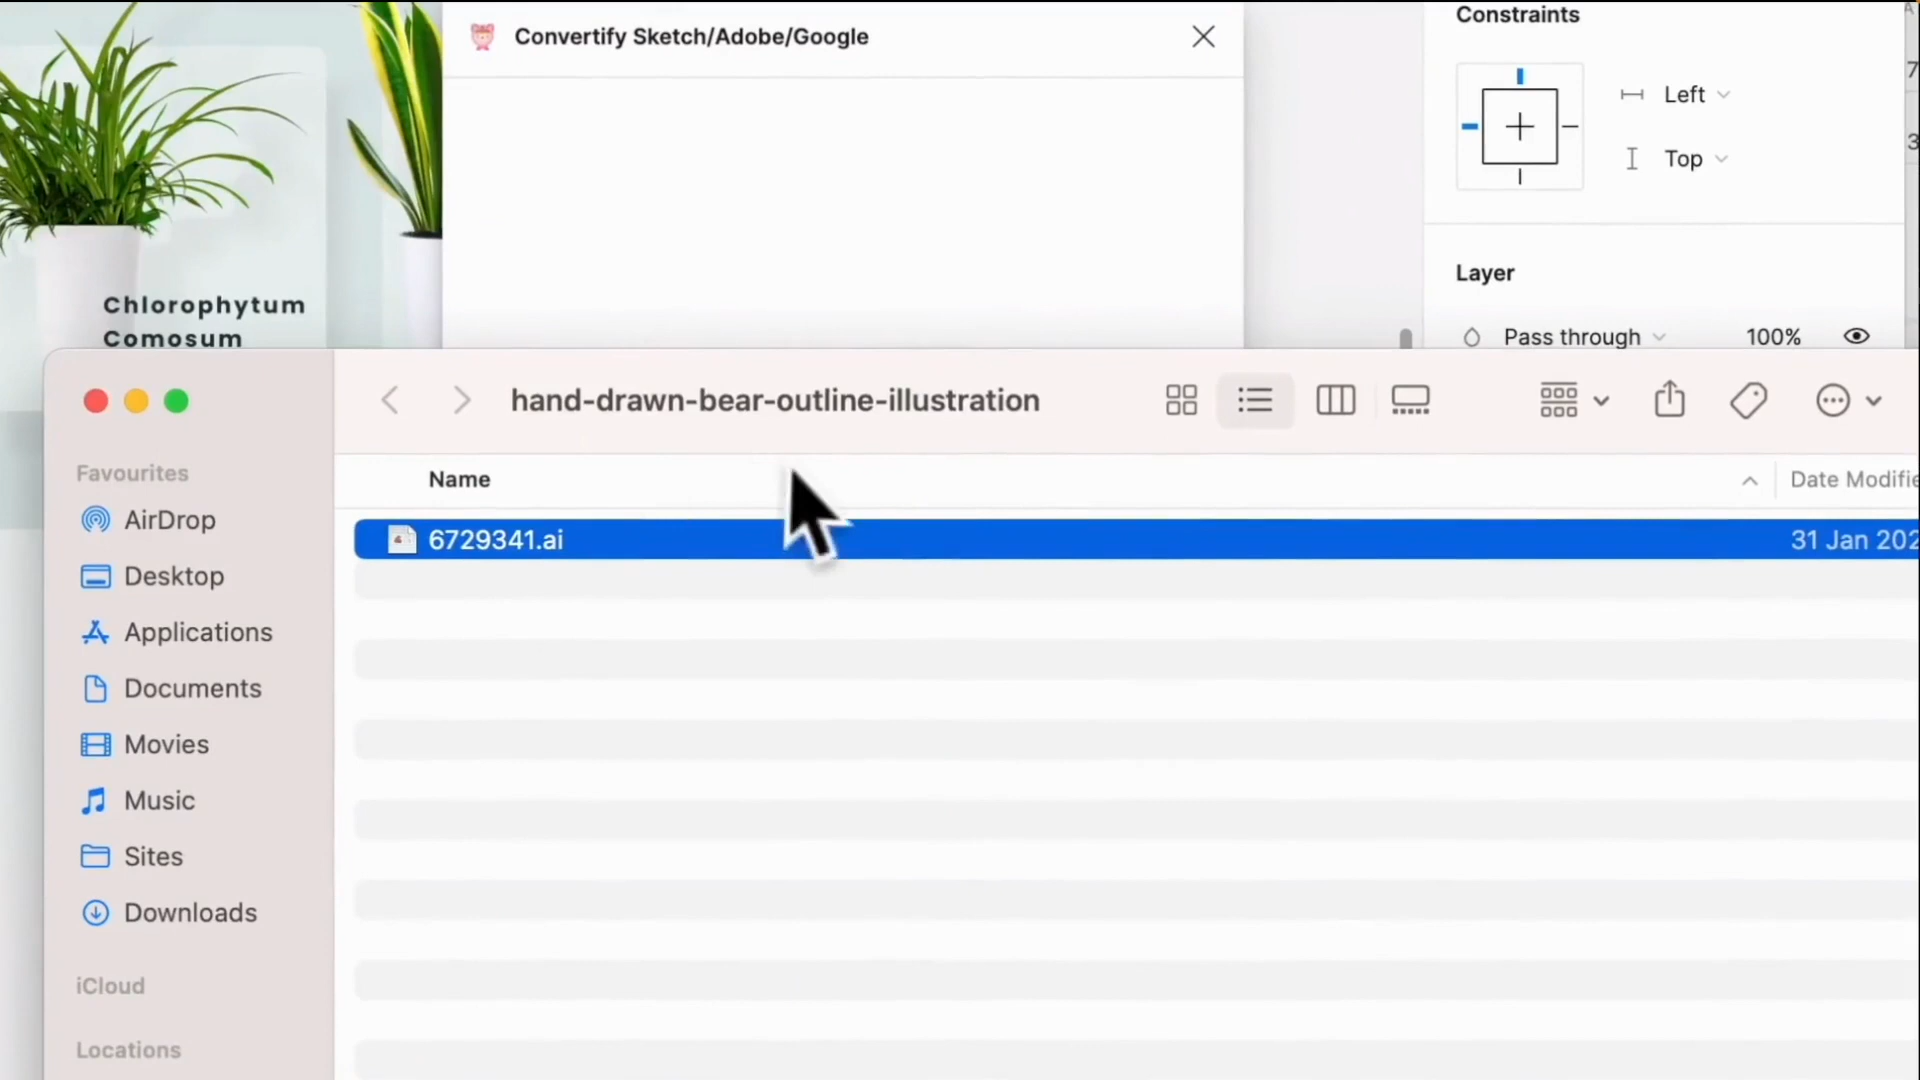 Convertify Sketch/Adobe/Google
Constraints
Left
Top
Layer
Pass through
100%
Chlorophytum
Comosum
hand-drawn-bear-outline-illustration
Favourites
AirDrop
Desktop
Applications
Documents
Movies
Music
Sites
Downloads
iCloud
Locations
Name
Date Modifie
6729341.ai
31 Jan 202